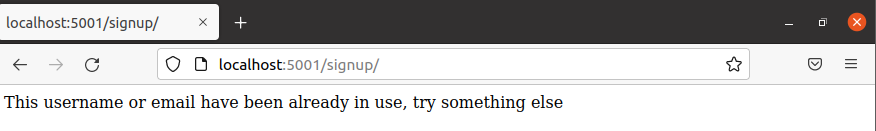 localhost:5001/signup/
localhost:5001/signup/
This username or email have been already in use, try something else